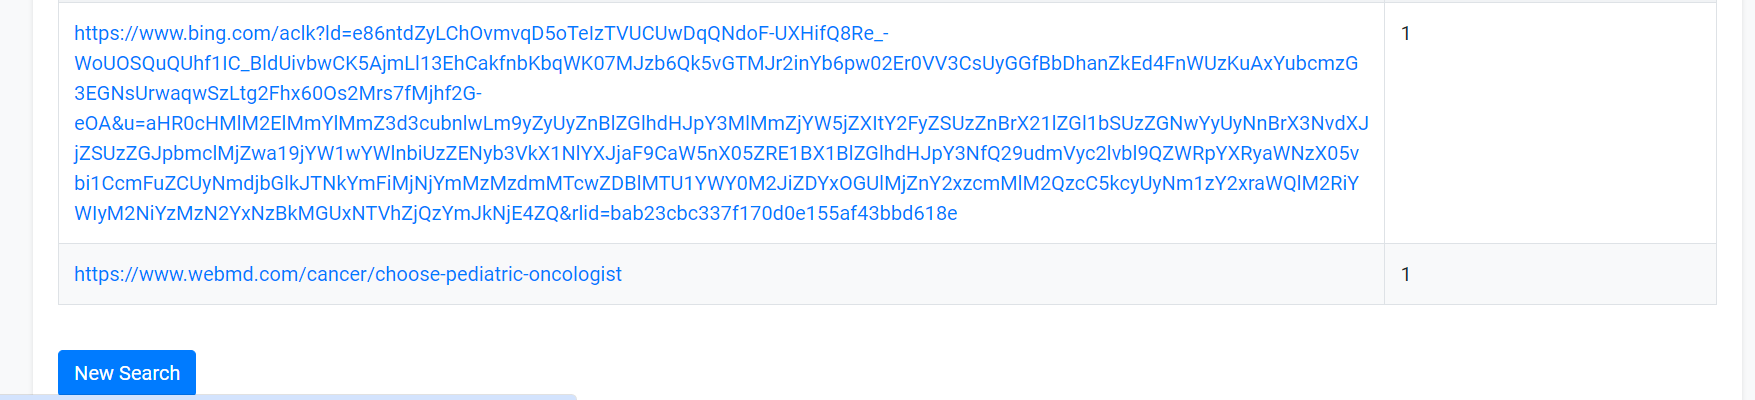 https://www.bing.com/aclk?ld=e86ntdZyLChOvmvqD5oTeIzTVUCUwDqQNdoF-UXHifQ8Re_-
WoUOSQuQUhf1IC_BldUivbwCK5AjmLl13EhCakfnbKbqWK07MJzb6Qk5vGTMJr2inYb6pw02Er0VV3CsUyGGfBbDhanZkEd4FnWUzKuAxYubcmzG
3EGNsUrwaqwSzLtg2Fhx60Os2Mrs7fMjhf2G-
eOA&u=aHR0cHMlM2ElMmYlMmZ3d3cubnlwLm9yZyUyZnBlZGlhdHJpY3MlMmZjYW5jZXItY2FyZSUzZnBrX21lZGl1bSUzZGNwYyUyNnBrX3NvdXJ
jZSUzZGJpbmclMjZwa19jYW1wYWlnbiUzZENyb3VkX1NlYXJjaF9CaW5nX05ZRE1BX1BlZGlhdHJpY3NfQ29udmVyc2lvbl9QZWRpYXRyaWNzX05v
bi1CcmFuZCUyNmdjbGlkJTNkYmFiMjNjYmMzMzdmMTcwZDBlMTU1YWY0M2JiZDYxOGUlMjZnY2xzcmMlM2QzcC5kcyUyNm1zY2xraWQlM2RiY
WIyM2NiYzMzN2YxNzBkMGUxNTVhZjQzYmJkNjE4ZQ&rlid=bab23cbc337f170d0e155af43bbd618e
1
https://www.webmd.com/cancer/choose-pediatric-oncologist
1
New Search